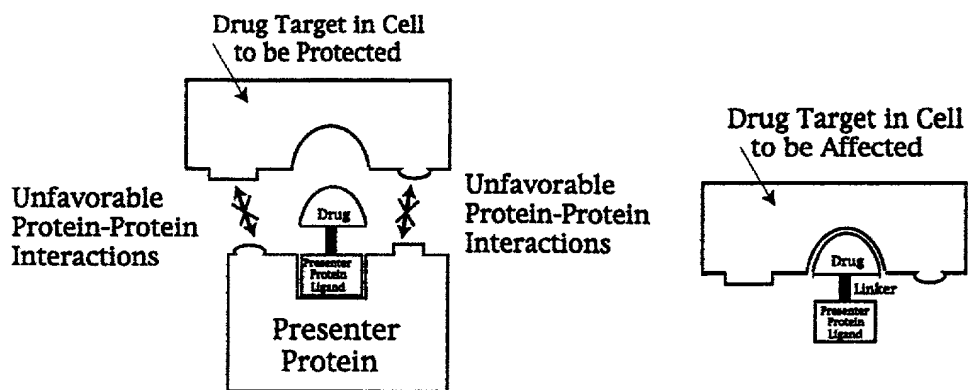 Drug Target in Cell
to be Protected
Unfavorable
Protein-Protein
Interactions
Drug
Unfavorable
Protein-Protein
Interactions
Presenter
Protein
Ligand
Presenter
Protein
Drug Target in Cell
to be Affected
Drug
Linker
Presenter
Protein
Ligand